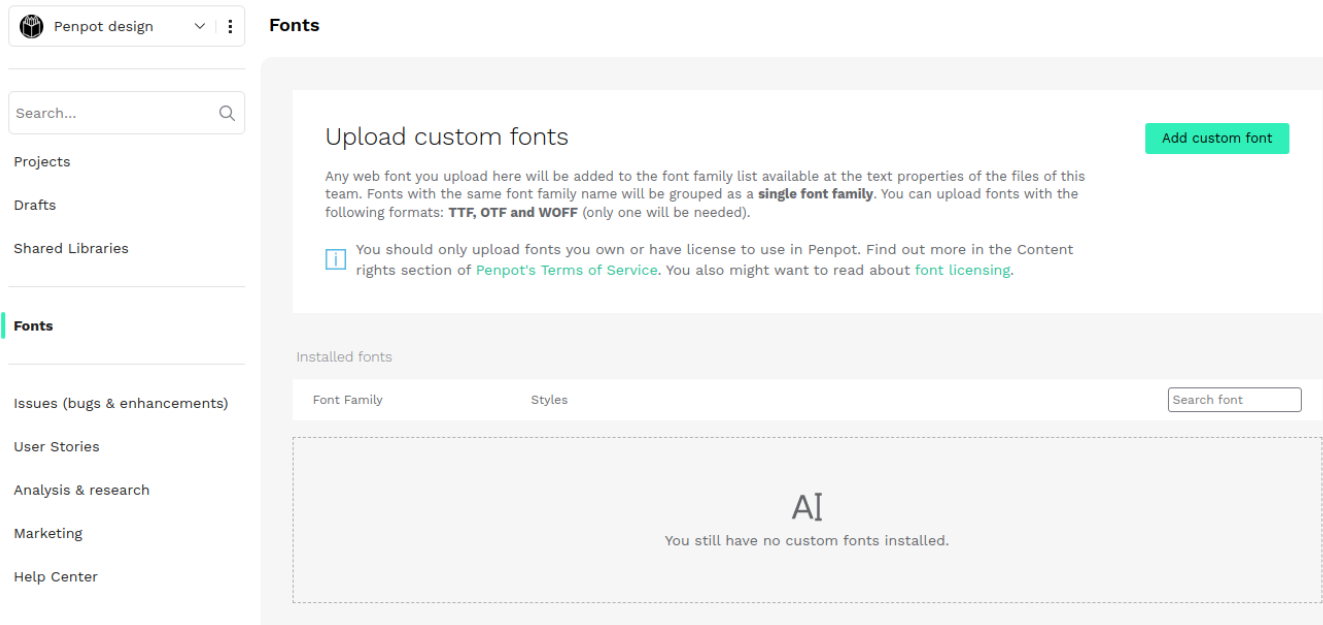 Penpot design
Search...
Projects
Drafts
Shared Libraries
Fonts
Issues (bugs & enhancements)
User Stories
Analysis & research
Marketing
Help Center
Fonts
Upload custom fonts
Add custom font
Any web font you upload here will be added to the font family list available at the text properties of the files of this
team. Fonts with the same font family name will be grouped as a single font family. You can upload fonts with the
following formats: TTF, OTF and WOFF (only one will be needed).
You should only upload fonts you own or have license to use in Penpot. Find out more in the Content
rights section of Penpot's Terms of Service. You also might want to read about font licensing.
Installed fonts
Font Family Styles Search font
You still have no custom fonts installed.